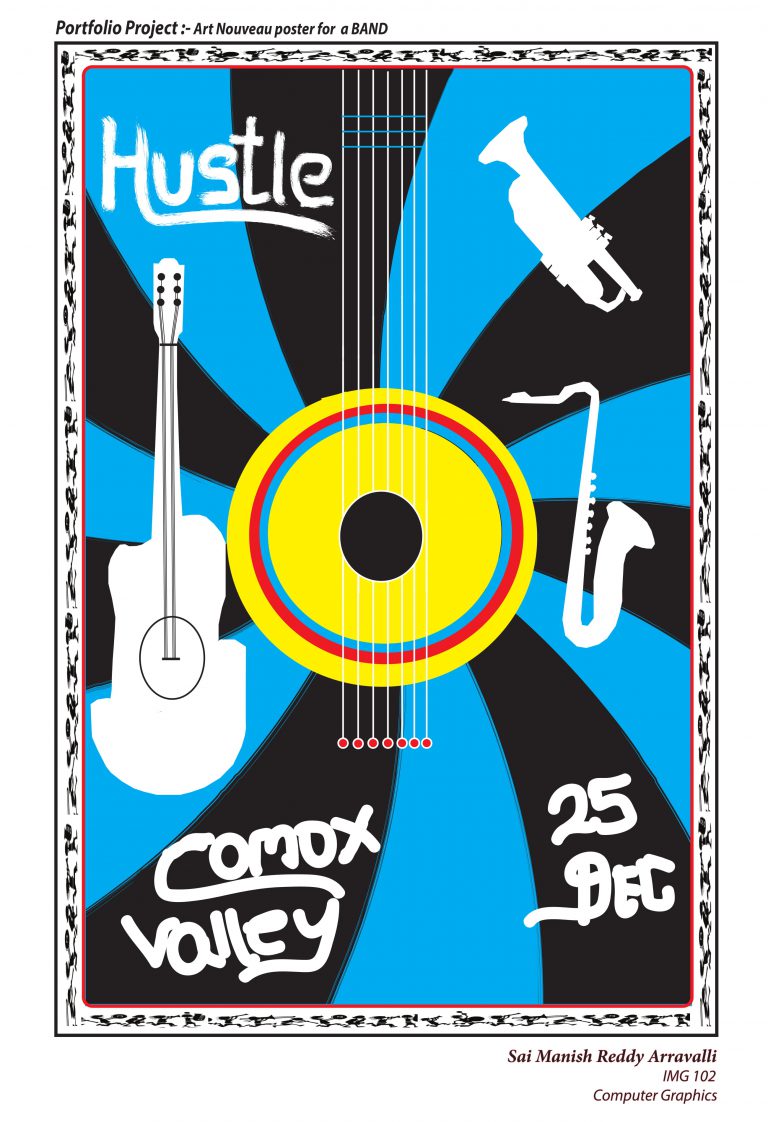 Portfolio Project :- Art Nouveau poster for a BAND
Hustle
COMOX
Valley
25
DEC
Sai Manish Reddy Arravalli
IMG 102
Computer Graphics